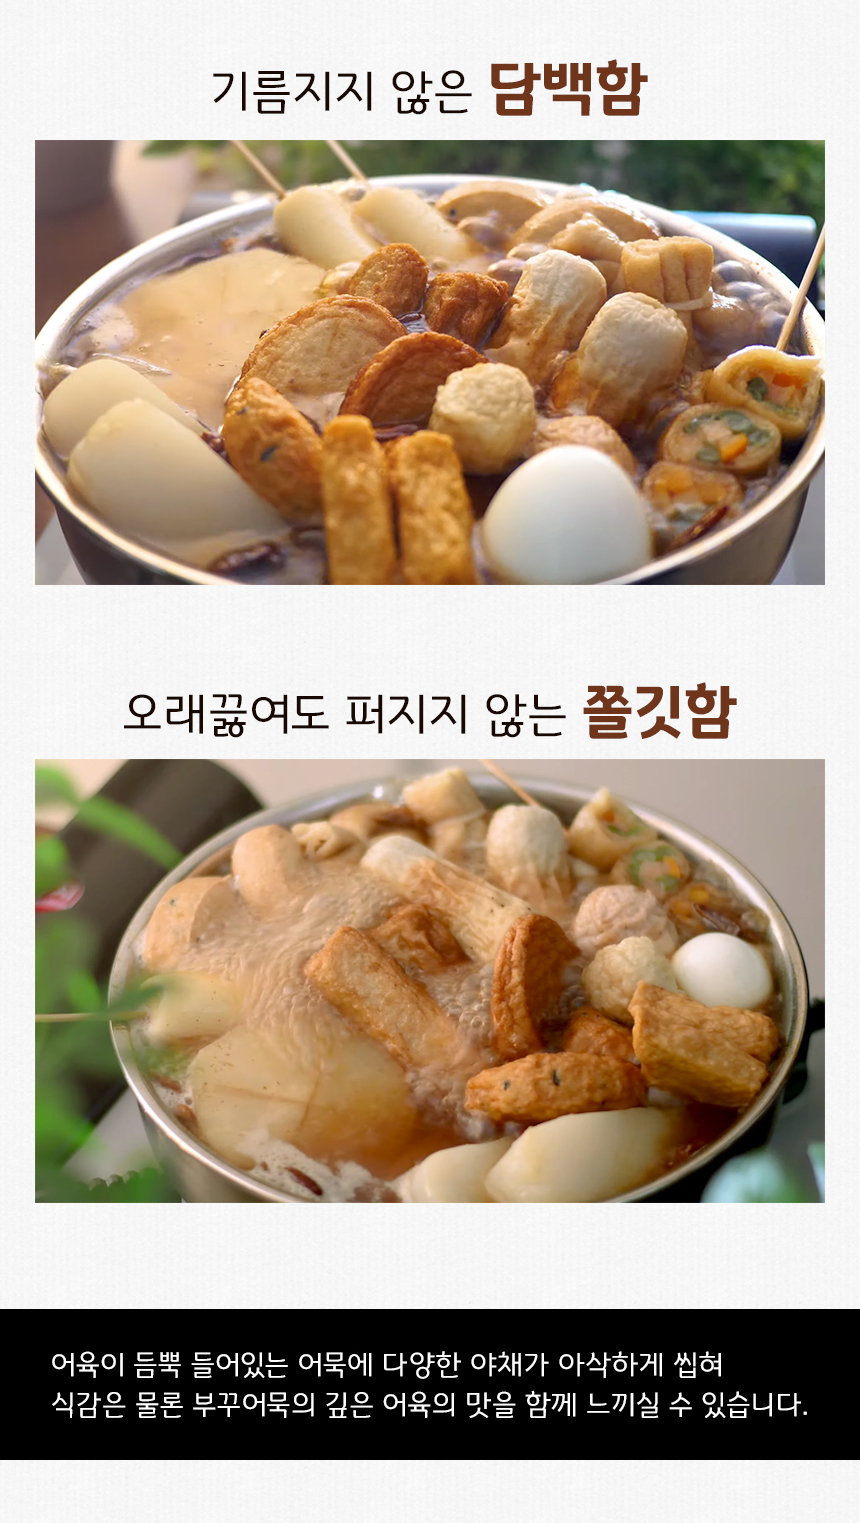 기름지지 않은 담백함
오래끓여도 퍼지지 않는 쫄깃함
어육이 듬뿍 들어있는 어묵에 다양한 야채가 아삭하게 씹혀
식감은 물론 부꾸어묵의 깊은 어육의 맛을 함께 느끼실 수 있습니다.